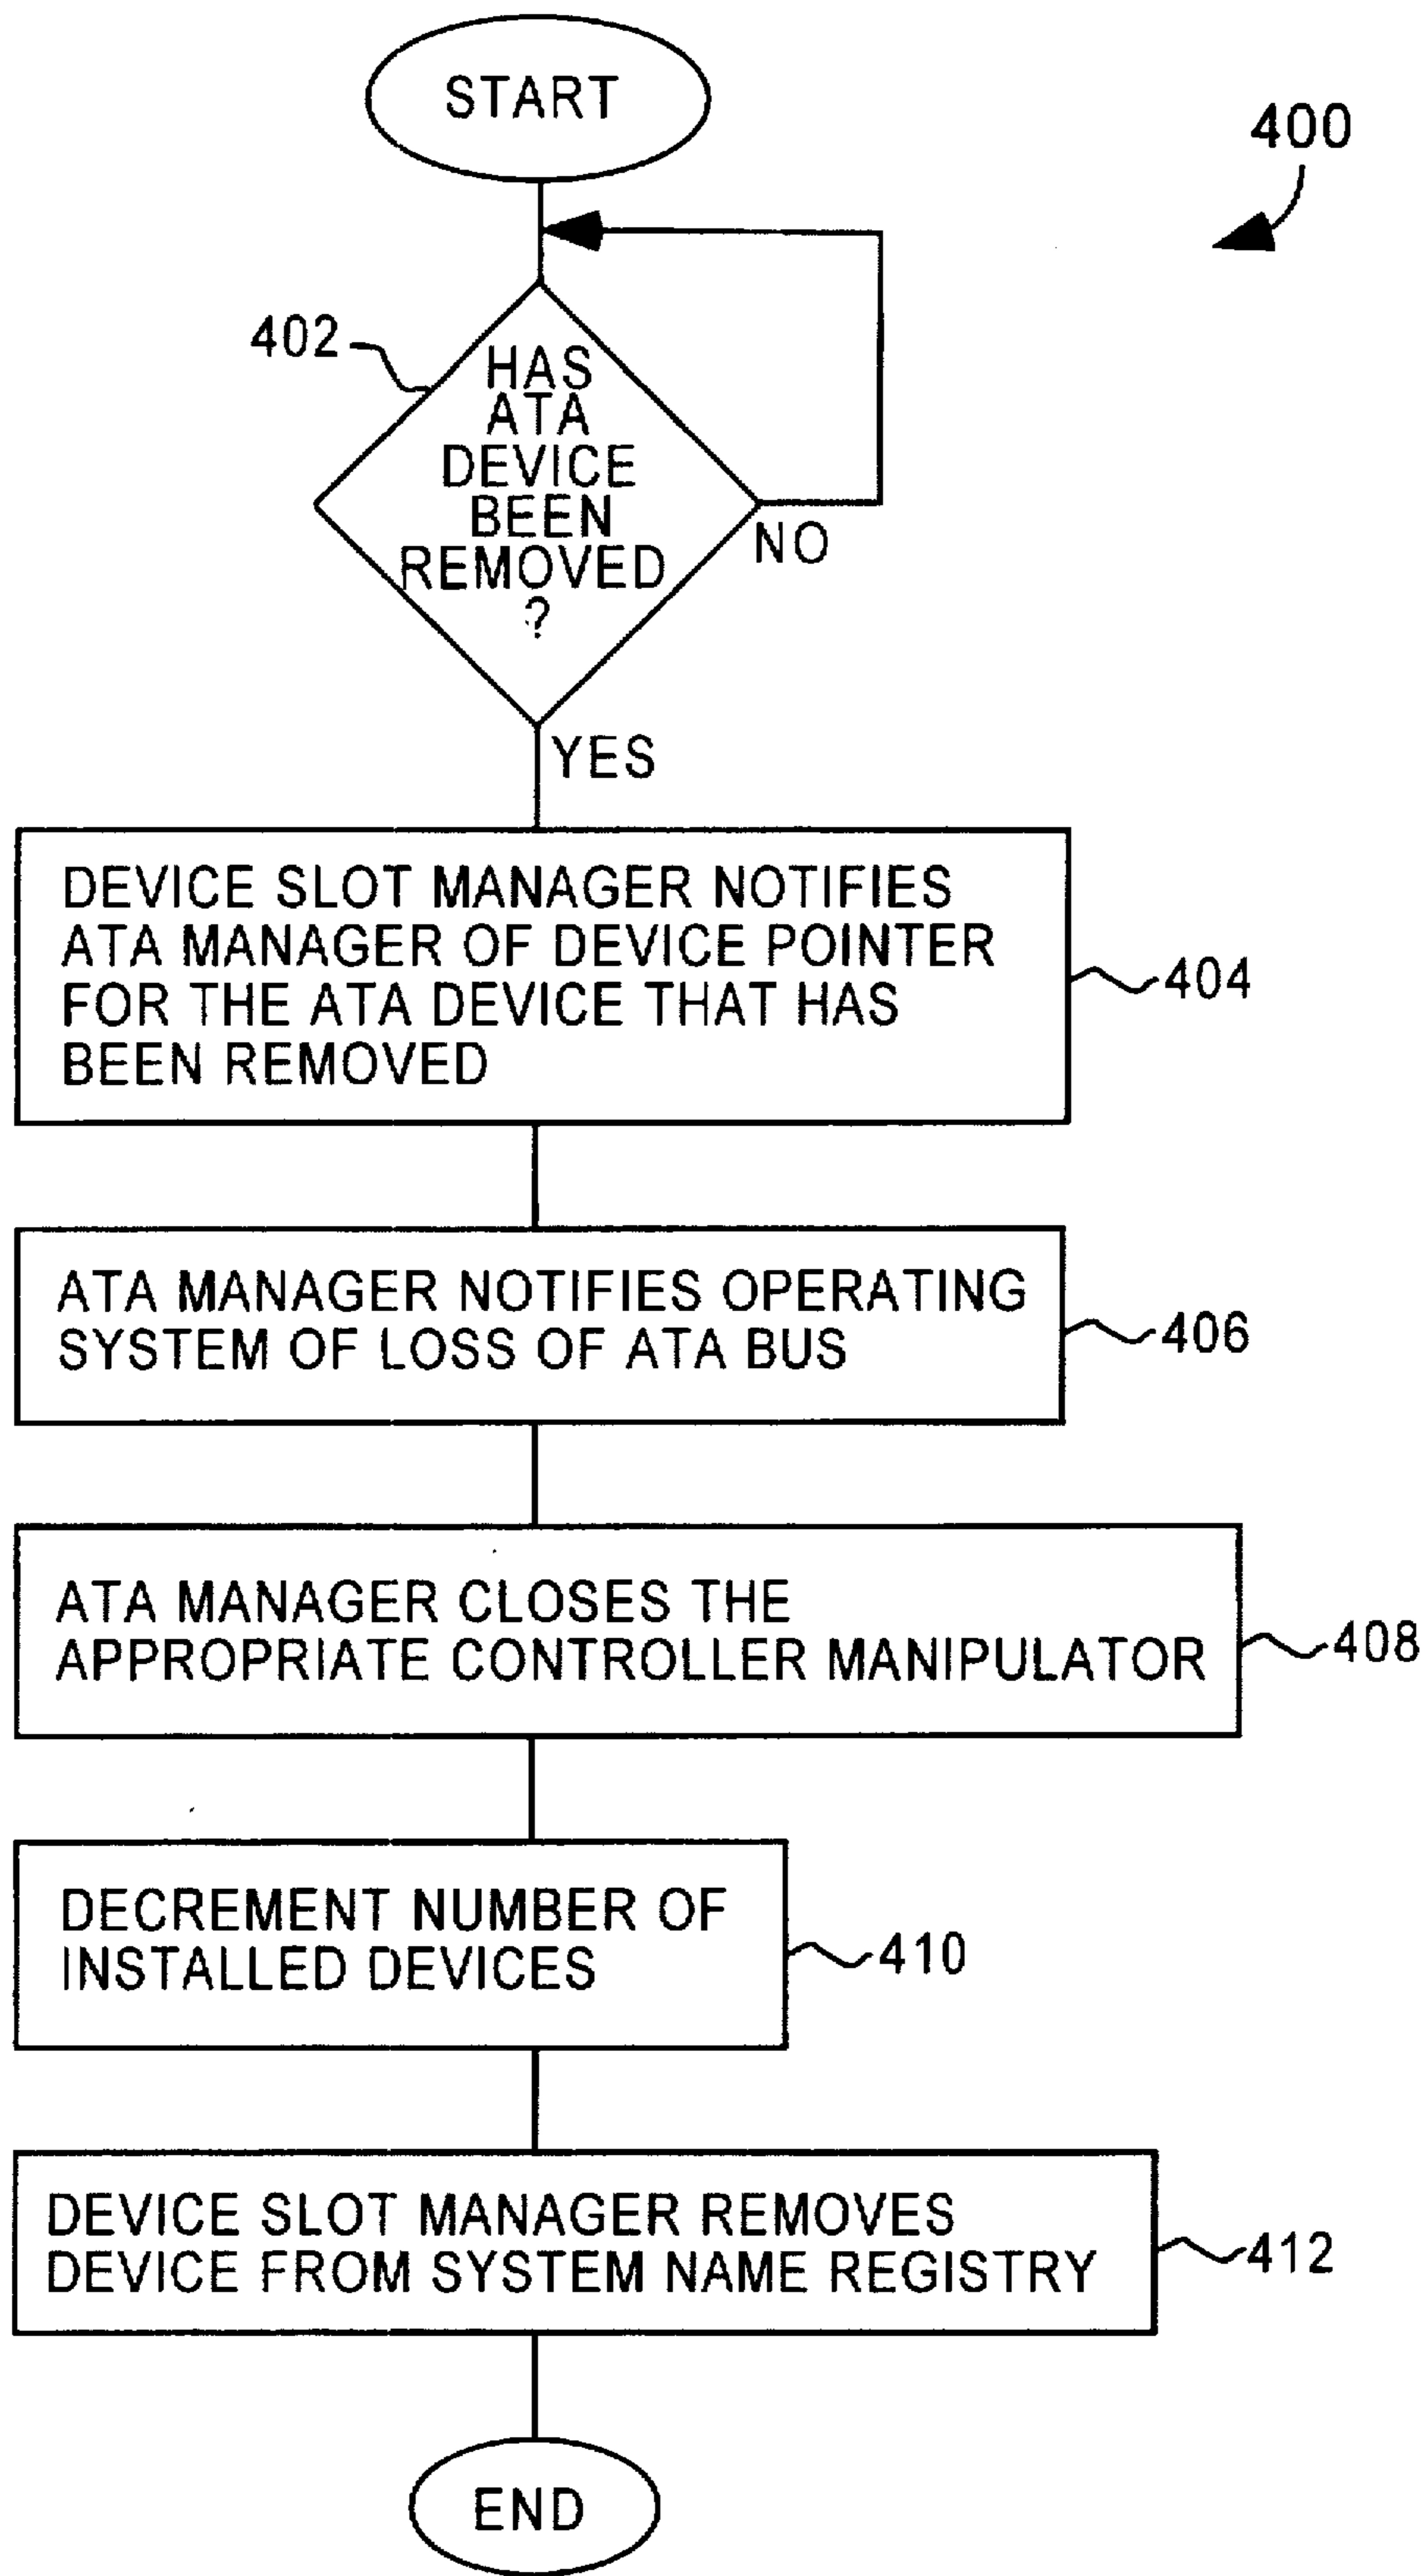 START
400
402
HAS
ATA
DEVICE
BEEN
REMOVED
?
NO
YES
DEVICE SLOT MANAGER NOTIFIES
ATA MANAGER OF DEVICE POINTER
FOR THE ATA DEVICE THAT HAS
BEEN REMOVED
404
ATA MANAGER NOTIFIES OPERATING
SYSTEM OF LOSS OF ATA BUS
406
ATA MANAGER CLOSES THE
APPROPRIATE CONTROLLER MANIPULATOR
408
DECREMENT NUMBER OF
INSTALLED DEVICES
410
DEVICE SLOT MANAGER REMOVES
DEVICE FROM SYSTEM NAME REGISTRY
412
END